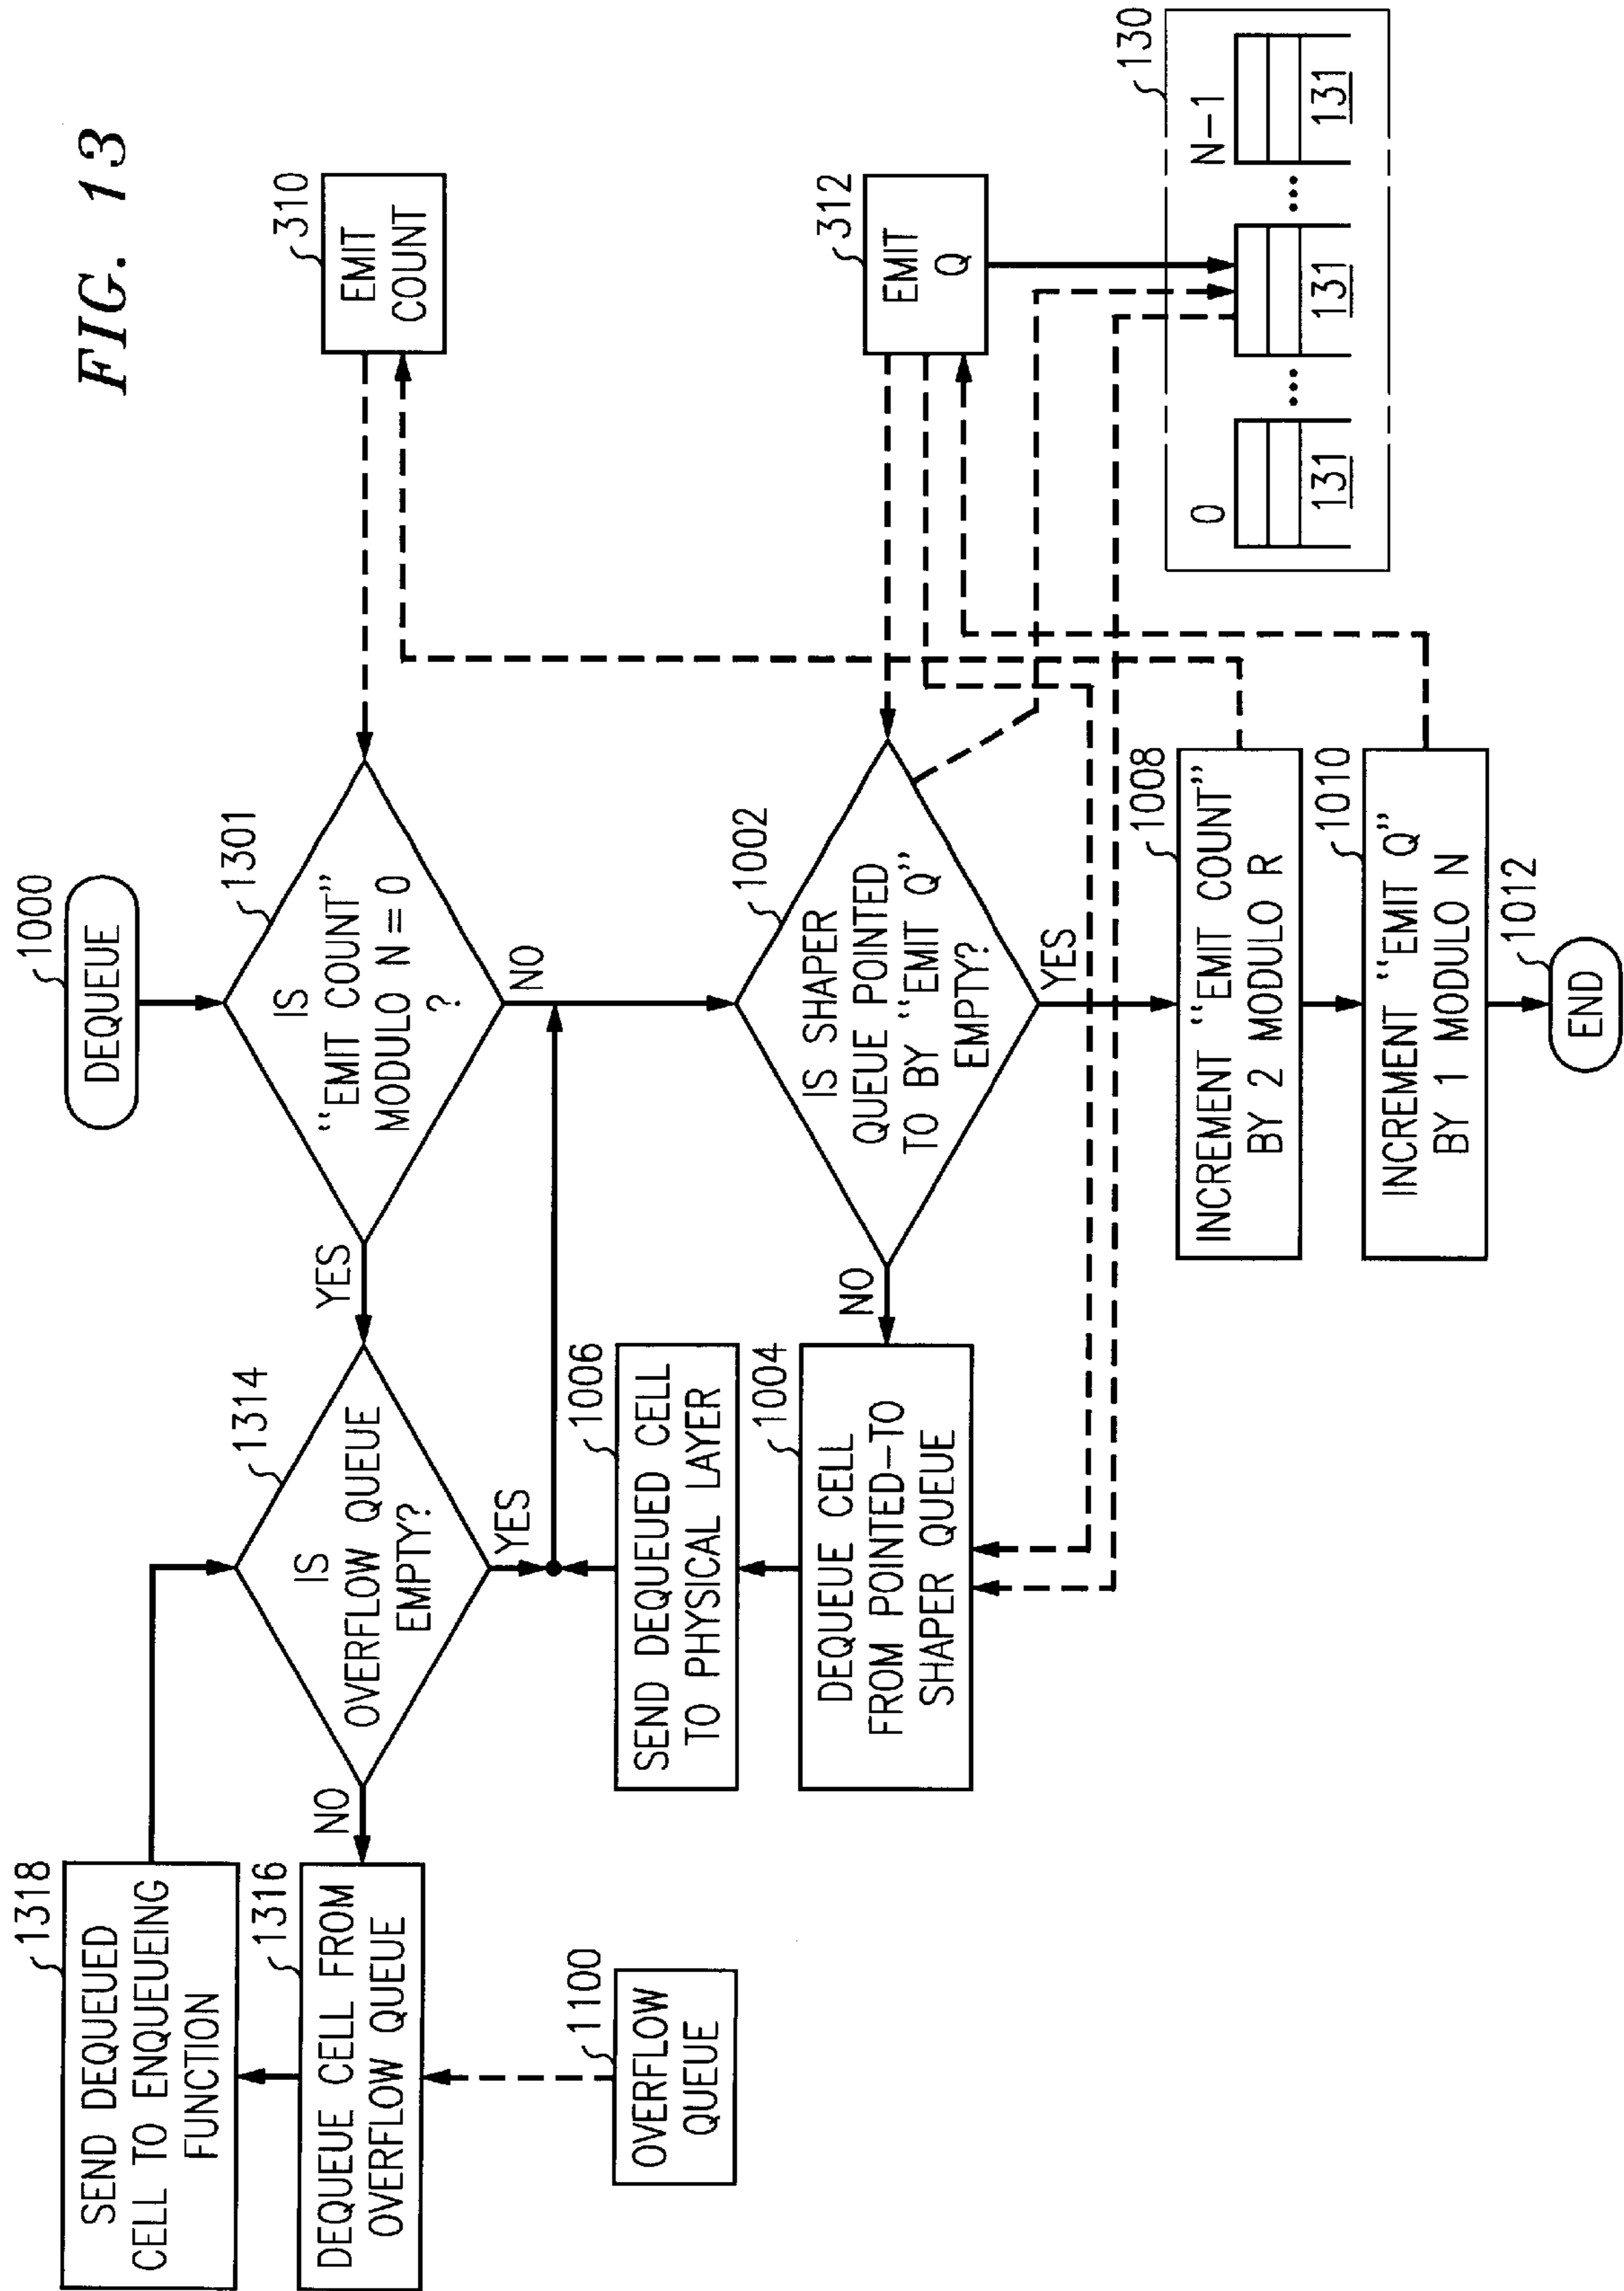 FIG. 13
1000
DEQUEUE
1301
IS
"EMIT COUNT"
MODULO N = 0
?
YES
NO
310
EMIT
COUNT
1314
IS
OVERFLOW QUEUE
EMPTY?
NO
YES
1318
SEND DEQUEUED
CELL TO ENQUEUEING
FUNCTION
1316
DEQUEUE CELL FROM
OVERFLOW QUEUE
1100
OVERFLOW
QUEUE
1006
SEND DEQUEUED CELL
TO PHYSICAL LAYER
1004
DEQUEUE CELL
FROM POINTED-TO
SHAPER QUEUE
1002
IS SHAPER
QUEUE POINTED
TO BY "EMIT Q"
EMPTY?
NO
YES
312
EMIT
Q
1008
INCREMENT "EMIT COUNT"
BY 2 MODULO R
1010
INCREMENT "EMIT Q"
BY 1 MODULO N
1012
END
130
0
N-1
131
...
131
...
131